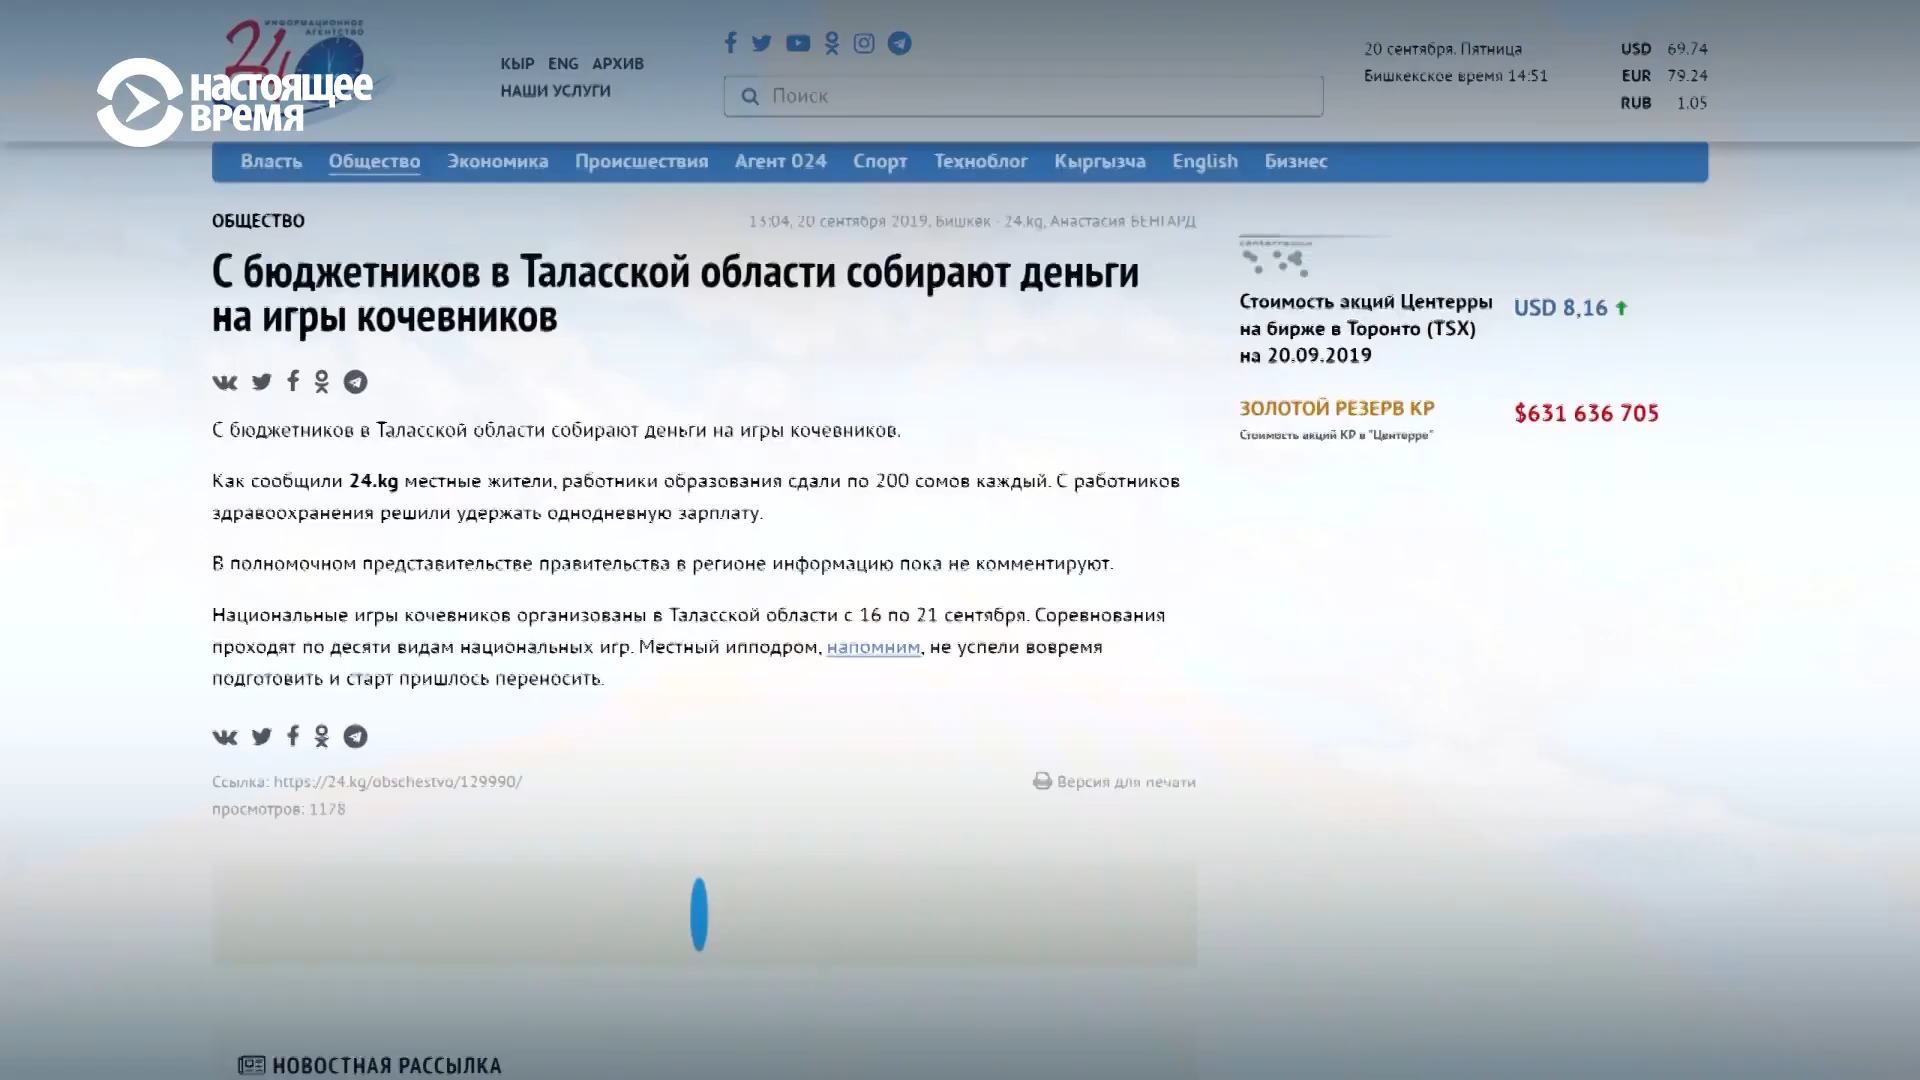 24
ИНФОРМАЦИОННОЕ
АГЕНТСТВО
НАСТОЯЩЕЕ
ВРЕМЯ
КЫР ENG АРХИВ
НАШИ УСЛУГИ
Поиск
20 сентября. Пятница
Бишкекское время 14:51
USD 69.74
EUR 79.24
RUB 1.05
Власть Общество Экономика Происшествия Агент 024 Спорт Техноблог Кыргызча English Бизнес
ОБЩЕСТВО
13:04, 20 сентября 2019, Бишкек - 24.kg, Анастасия БЕНГАРД
С бюджетников в Таласской области собирают деньги
на игры кочевников
С бюджетников в Таласской области собирают деньги на игры кочевников.
Как сообщили 24.kg местные жители, работники образования сдали по 200 сомов каждый. С работников
здравоохранения решили удержать однодневную зарплату.
В полномочном представительстве правительства в регионе информацию пока не комментируют.
Национальные игры кочевников организованы в Таласской области с 16 по 21 сентября. Соревнования
проходят по десяти видам национальных игр. Местный ипподром, напомним, не успели вовремя
подготовить и старт пришлось переносить.
Ссылка: https://24.kg/obschestvo/129990/
просмотров: 1178
Версия для печати
centerragold
Стоимость акций Центерры
на бирже в Торонто (TSX)
на 20.09.2019
USD 8,16
ЗОЛОТОЙ РЕЗЕРВ КР
Стоимость акций КР в "Центерре"
$631 636 705
НОВОСТНАЯ РАССЫЛКА